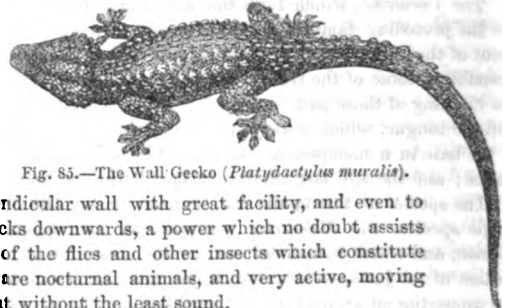 Fig. 85.—The Wall Gecko (Platydactylus muralis).
ndicular wall with great facility, and even to
cks downwards, a power which no doubt assists
of the flies and other insects which constitute
are nocturnal animals, and very active, moving
t without the least sound.